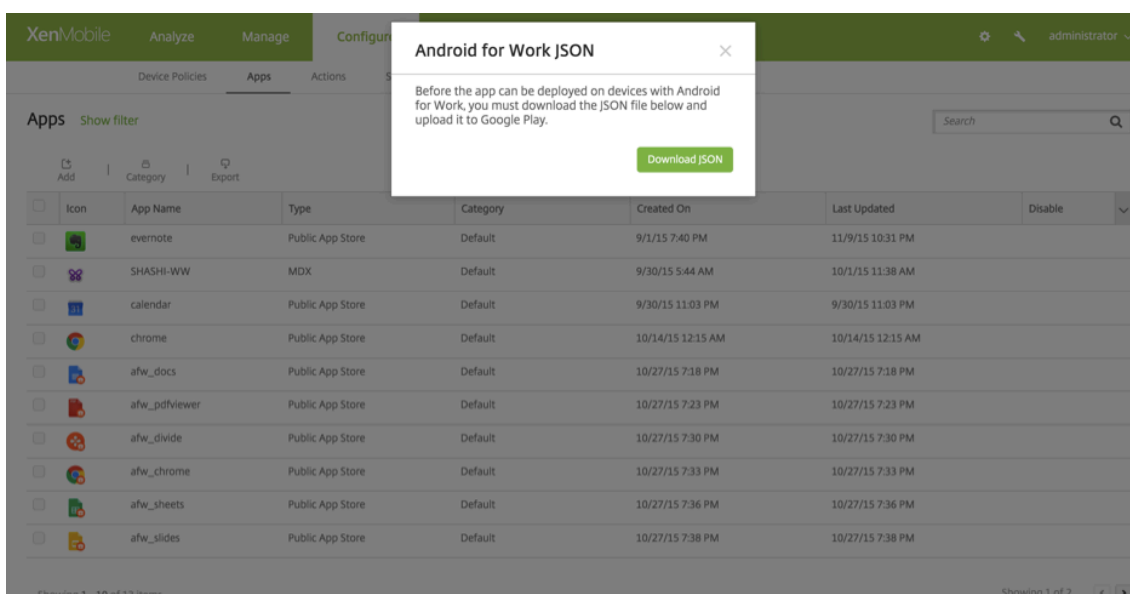 XenMobile Analyze Manage Configur administrator
Device Policies Apps Actions S
Android for Work JSON
Before the app can be deployed on devices with Android
for Work, you must download the JSON file below and
upload it to Google Play.
Download JSON
Apps Show filter Search
Add | Category | Export
Icon App Name Type Category Created On Last Updated Disable
evernote Public App Store Default 9/1/15 7:40 PM 11/9/15 10:31 PM
SHASHI-WW MDX Default 9/30/15 5:44 AM 10/1/15 11:38 AM
31 calendar Public App Store Default 9/30/15 11:03 PM 9/30/15 11:03 PM
chrome Public App Store Default 10/14/15 12:15 AM 10/14/15 12:15 AM
afw_docs Public App Store Default 10/27/15 7:18 PM 10/27/15 7:18 PM
afw_pdfviewer Public App Store Default 10/27/15 7:23 PM 10/27/15 7:23 PM
afw_divide Public App Store Default 10/27/15 7:30 PM 10/27/15 7:30 PM
afw_chrome Public App Store Default 10/27/15 7:33 PM 10/27/15 7:33 PM
afw_sheets Public App Store Default 10/27/15 7:36 PM 10/27/15 7:36 PM
afw_slides Public App Store Default 10/27/15 7:38 PM 10/27/15 7:38 PM
Showing 1 - 10 of 12 items Showing 1 of 2